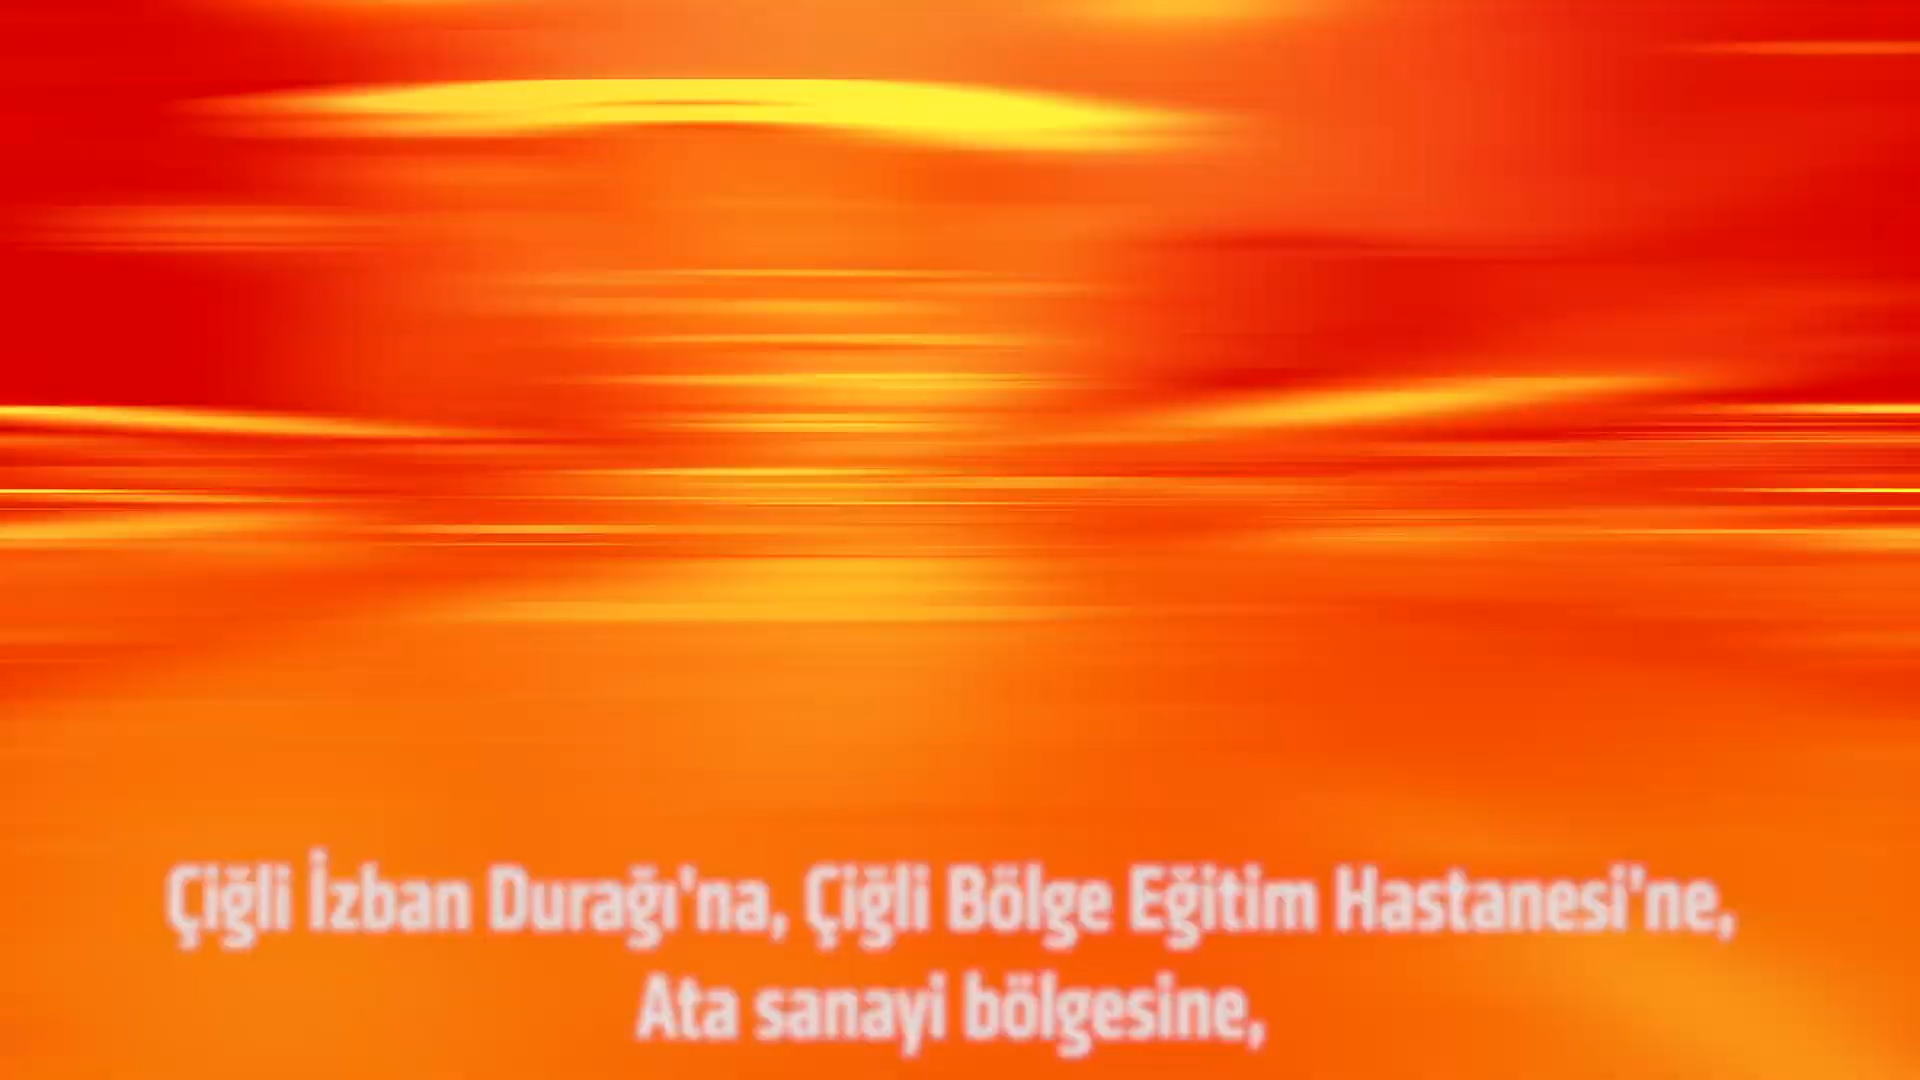 Çiğli İzban Durağı'na, Çiğli Bölge Eğitim Hastanesi'ne,
Ata sanayi bölgesine,